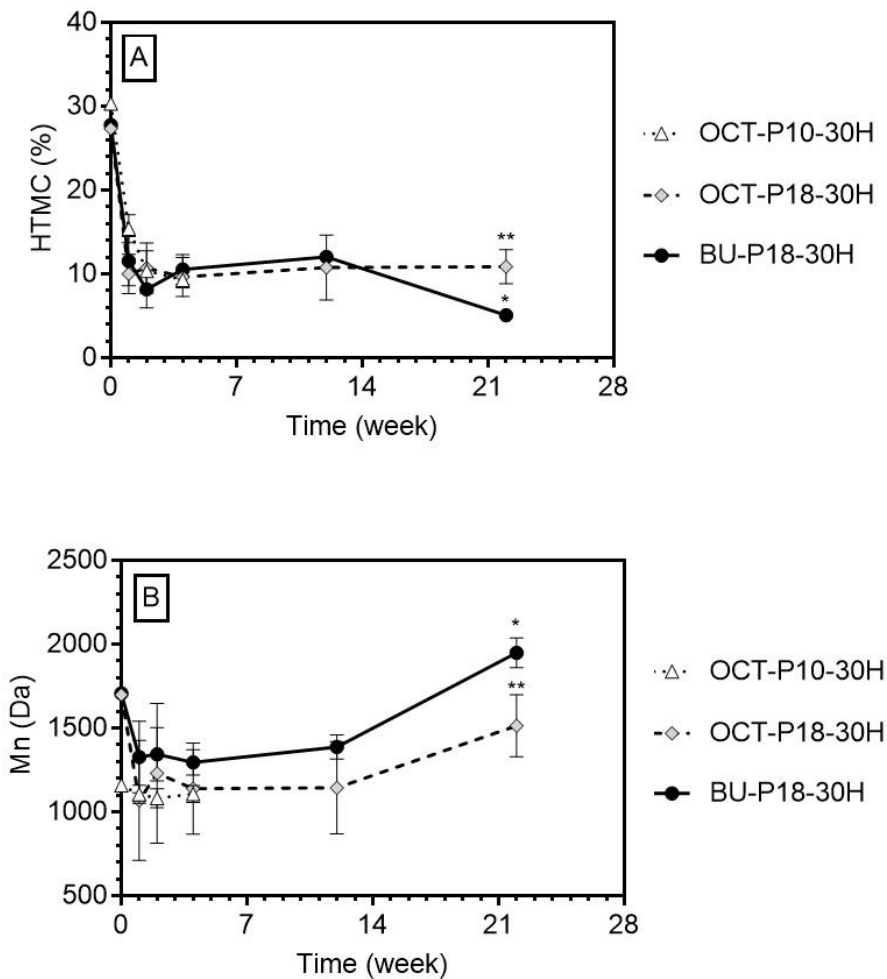 A
HTMC (%)
40
30
20
10
0
**
*
0 7 14 21 28
Time (week)
OCT-P10-30H
OCT-P18-30H
BU-P18-30H
B
Mn (Da)
2500
2000
1500
1000
500
*
**
0 7 14 21 28
Time (week)
OCT-P10-30H
OCT-P18-30H
BU-P18-30H